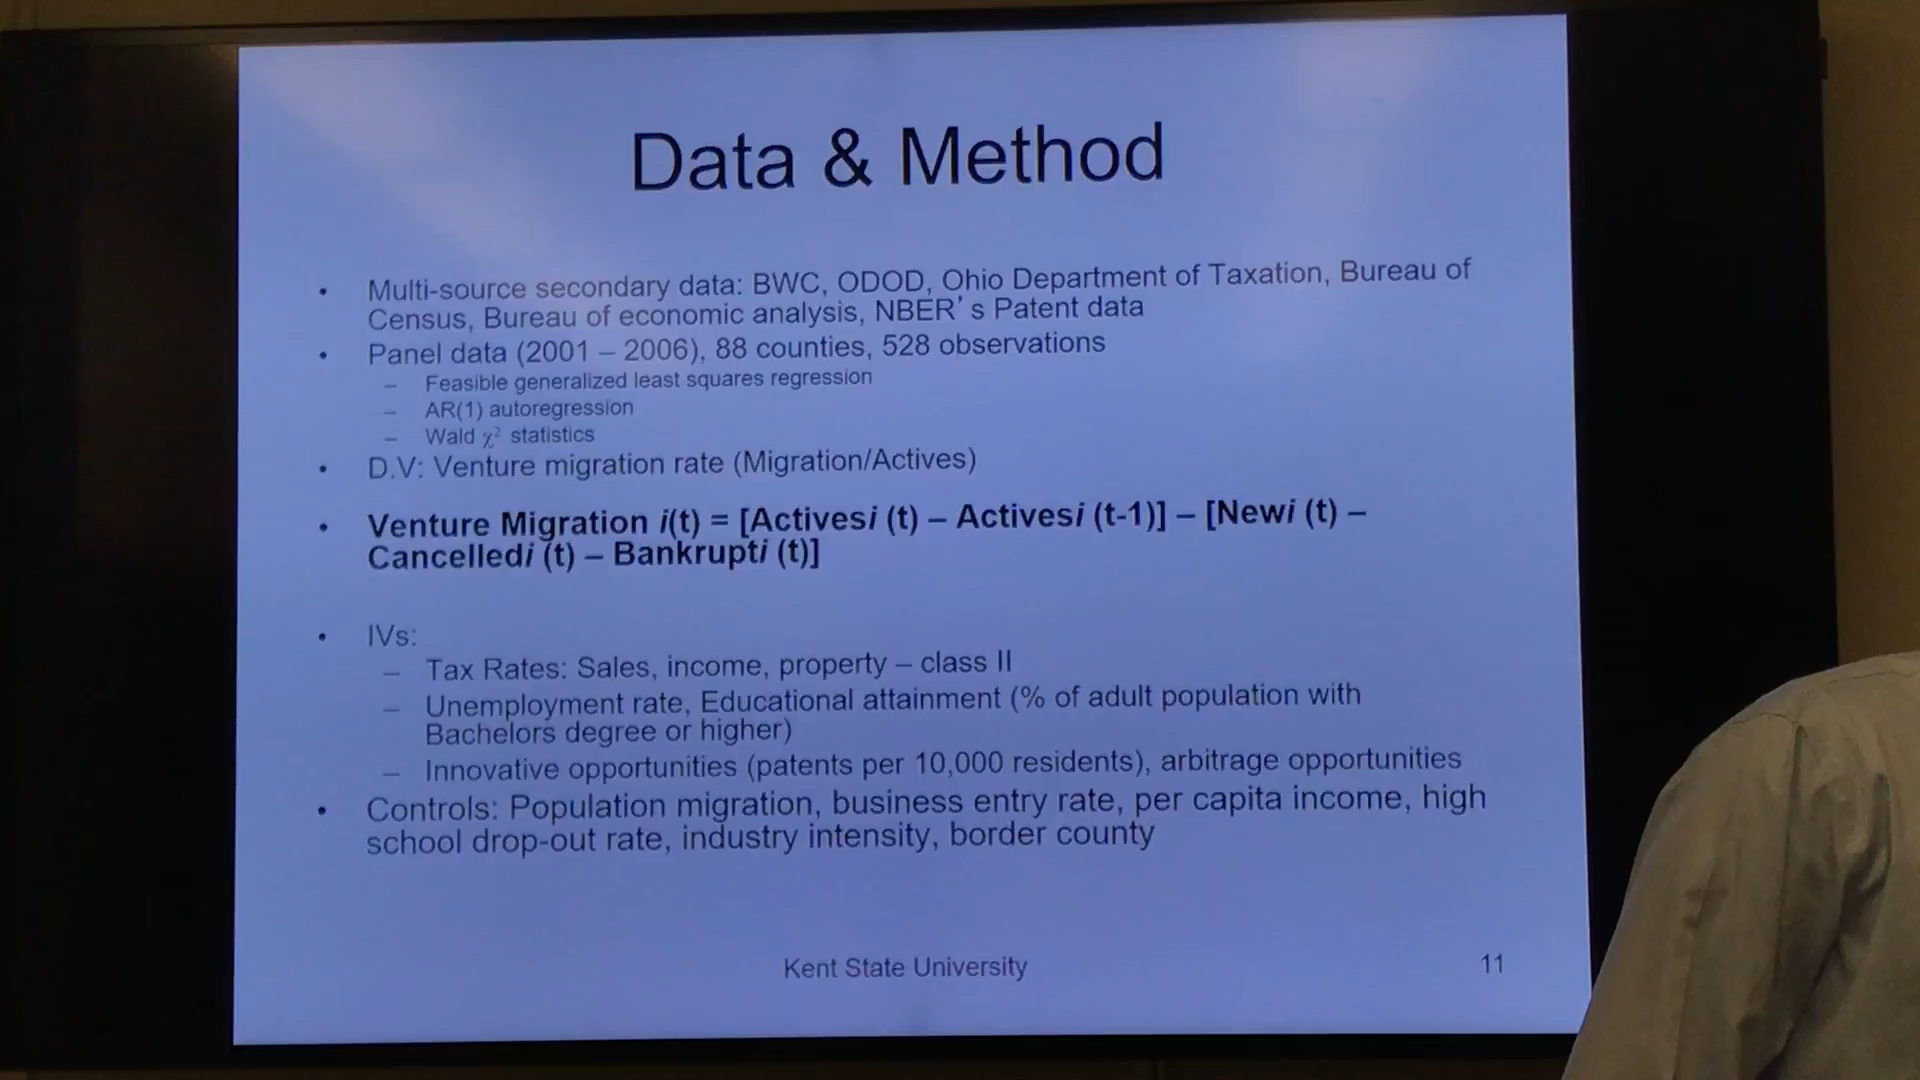 Data & Method
• Multi-source secondary data: BWC, ODOD, Ohio Department of Taxation, Bureau of
Census, Bureau of economic analysis, NBER’s Patent data
• Panel data (2001 – 2006), 88 counties, 528 observations
– Feasible generalized least squares regression
– AR(1) autoregression
– Wald χ² statistics
• D.V: Venture migration rate (Migration/Actives)
• Venture Migration i(t) = [Activesi (t) – Activesi (t-1)] – [Newi (t) –
Cancelledi (t) – Bankrupti (t)]
• IVs:
– Tax Rates: Sales, income, property – class II
– Unemployment rate, Educational attainment (% of adult population with
Bachelors degree or higher)
– Innovative opportunities (patents per 10,000 residents), arbitrage opportunities
• Controls: Population migration, business entry rate, per capita income, high
school drop-out rate, industry intensity, border county
Kent State University
11